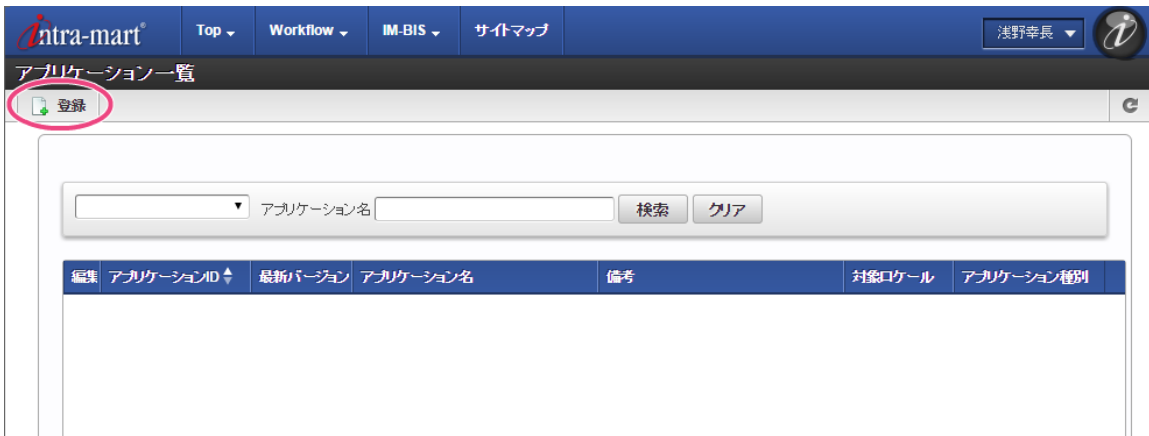 intra-mart® Top Workflow IM-BIS サイトマップ 浅野幸長
アプリケーション一覧
登録
アプリケーション名 検索 クリア
編集 アプリケーションID 最新バージョン アプリケーション名 備考 対象ロケール アプリケーション種別